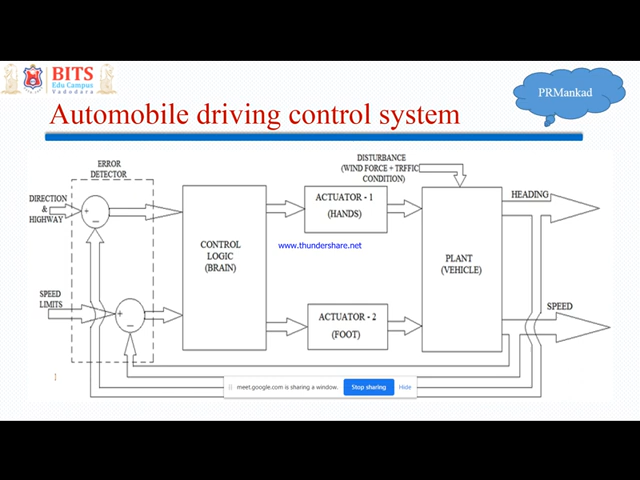 BITS
Edu Campus
Vadodara
PRMankad
Automobile driving control system
ERROR
DETECTOR
DISTURBANCE
(WIND FORCE + TRFFIC
CONDITION)
DIRECTION
&
HIGHWAY
+
−
CONTROL
LOGIC
(BRAIN)
ACTUATOR - 1
(HANDS)
www.thundershare.net
PLANT
(VEHICLE)
HEADING
SPEED
LIMITS
+
−
ACTUATOR - 2
(FOOT)
SPEED
1
meet.google.com is sharing a window.
Stop sharing
Hide